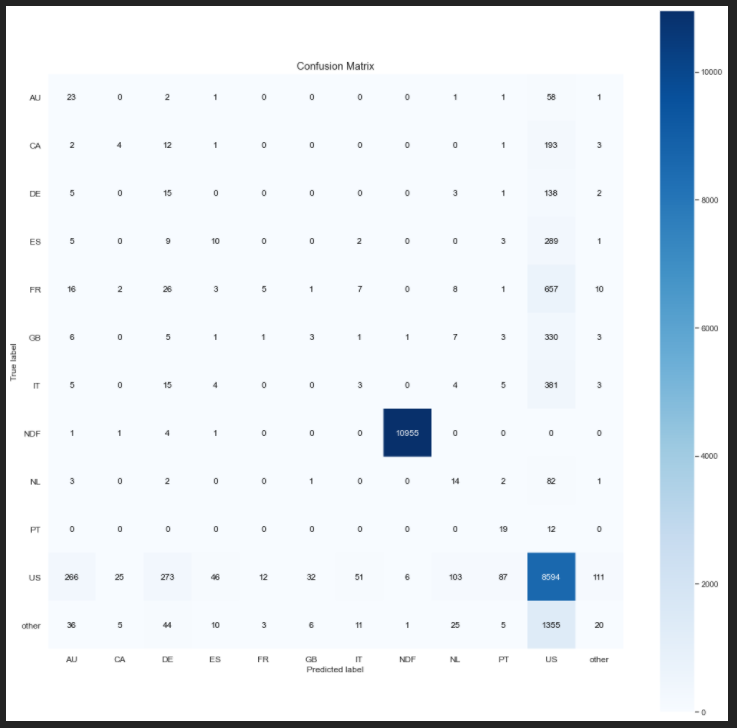 Confusion Matrix
AU 23 0 2 1 0 0 0 0 1 1 58 1
CA 2 4 12 1 0 0 0 0 0 1 193 3
DE 5 0 15 0 0 0 0 0 3 1 138 2
ES 5 0 9 10 0 0 2 0 0 3 289 1
FR 16 2 26 3 5 1 7 0 8 1 657 10
GB 6 0 5 1 1 3 1 1 7 3 330 3
IT 5 0 15 4 0 0 3 0 4 5 381 3
NDF 1 1 4 1 0 0 0 10955 0 0 0 0
NL 3 0 2 0 0 1 0 0 14 2 82 1
PT 0 0 0 0 0 0 0 0 0 19 12 0
US 266 25 273 46 12 32 51 6 103 87 8594 111
other 36 5 44 10 3 6 11 1 25 5 1355 20
AU CA DE ES FR GB IT NDF NL PT US other
Predicted label
True label
10000
8000
6000
4000
2000
0